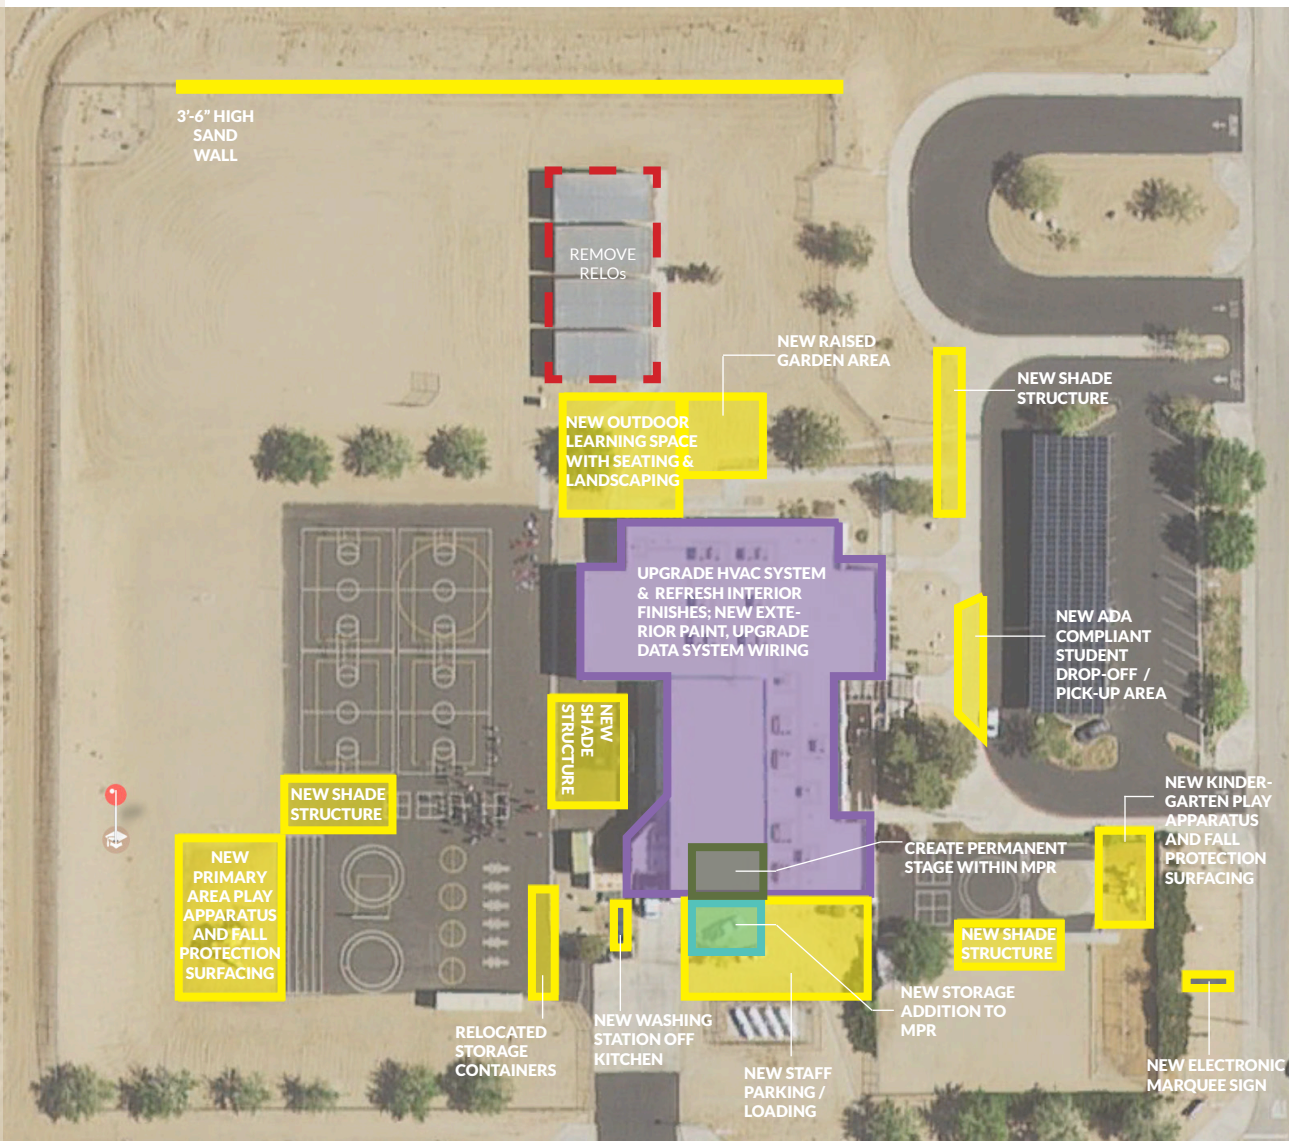 3'-6" HIGH
SAND
WALL
REMOVE
RELOs
NEW RAISED
GARDEN AREA
NEW SHADE
STRUCTURE
NEW OUTDOOR
LEARNING SPACE
WITH SEATING &
LANDSCAPING
UPGRADE HVAC SYSTEM
& REFRESH INTERIOR
FINISHES; NEW EXTE-
RIOR PAINT, UPGRADE
DATA SYSTEM WIRING
NEW ADA
COMPLIANT
STUDENT
DROP-OFF /
PICK-UP AREA
NEW
SHADE
STRUCTURE
NEW SHADE
STRUCTURE
NEW KINDER-
GARTEN PLAY
APPARATUS
AND FALL
PROTECTION
SURFACING
NEW
PRIMARY
AREA PLAY
APPARATUS
AND FALL
PROTECTION
SURFACING
CREATE PERMANENT
STAGE WITHIN MPR
NEW SHADE
STRUCTURE
NEW STORAGE
ADDITION TO
MPR
RELOCATED
STORAGE
CONTAINERS
NEW WASHING
STATION OFF
KITCHEN
NEW STAFF
PARKING /
LOADING
NEW ELECTRONIC
MARQUEE SIGN